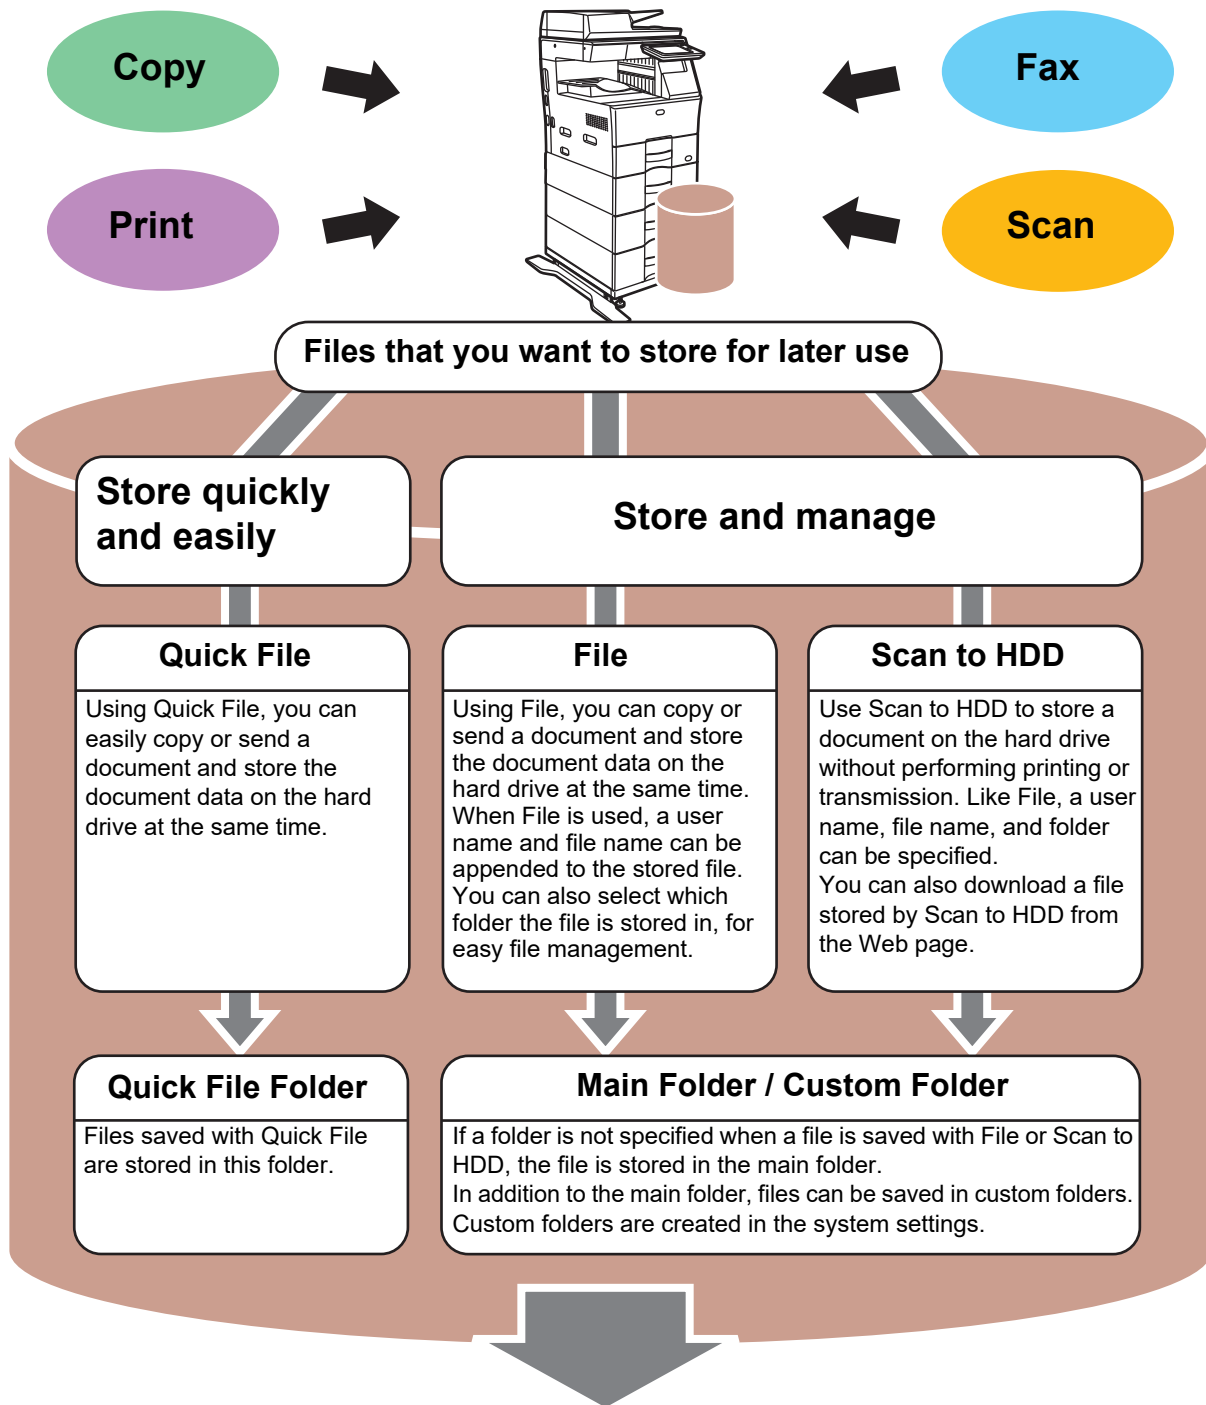 Copy
Fax
Print
Scan
Files that you want to store for later use
Store quickly
and easily
Store and manage
Quick File
Using Quick File, you can
easily copy or send a
document and store the
document data on the hard
drive at the same time.
File
Using File, you can copy or
send a document and store
the document data on the
hard drive at the same time.
When File is used, a user
name and file name can be
appended to the stored file.
You can also select which
folder the file is stored in, for
easy file management.
Scan to HDD
Use Scan to HDD to store a
document on the hard drive
without performing printing or
transmission. Like File, a user
name, file name, and folder
can be specified.
You can also download a file
stored by Scan to HDD from
the Web page.
Quick File Folder
Files saved with Quick File
are stored in this folder.
Main Folder / Custom Folder
If a folder is not specified when a file is saved with File or Scan to
HDD, the file is stored in the main folder.
In addition to the main folder, files can be saved in custom folders.
Custom folders are created in the system settings.